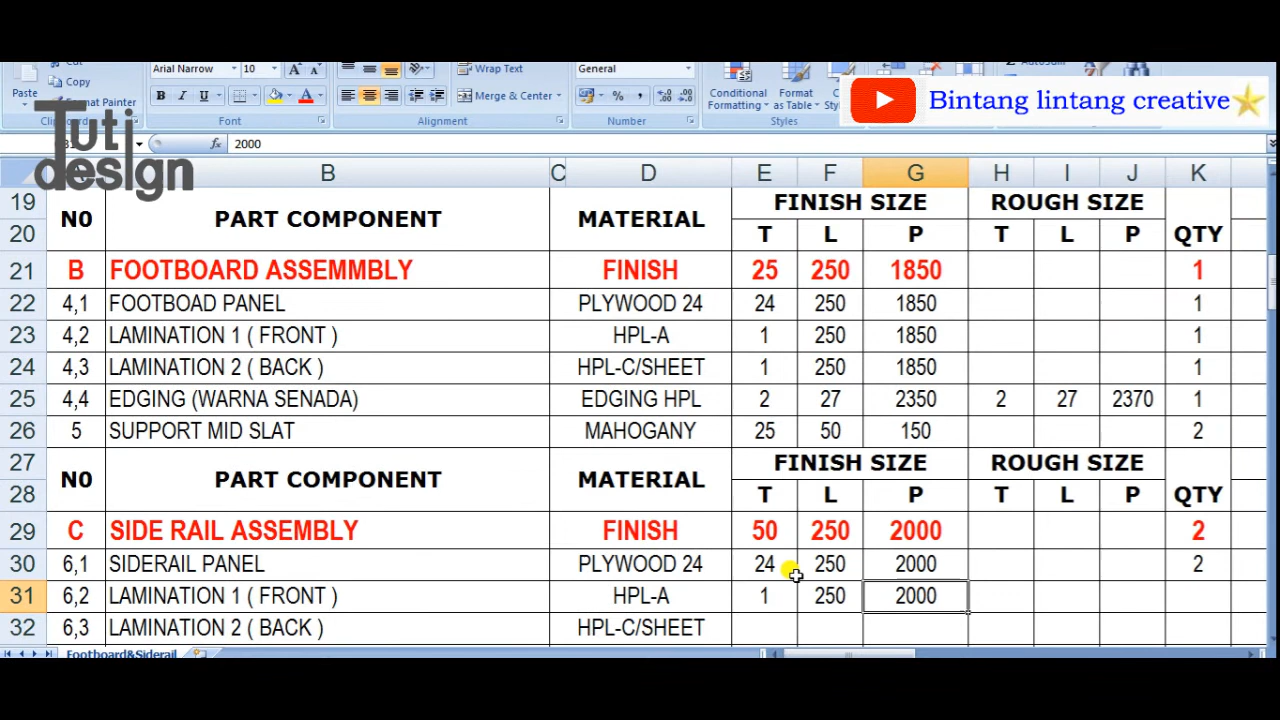 Cut
Copy
Paste
Format Painter
Clipboard
Arial Narrow 10
B I U
Font
Wrap Text
Merge & Center
Alignment
General
Number
Conditional Formatting
Format as Table
Cell Styles
Styles
AutoSum
Bintang lintang creative
Tuti design
fx 2000
B C D E F G H I J K
19 N0 PART COMPONENT MATERIAL FINISH SIZE ROUGH SIZE QTY
20 T L P T L P
21 B FOOTBOARD ASSEMMBLY FINISH 25 250 1850 1
22 4,1 FOOTBOAD PANEL PLYWOOD 24 24 250 1850 1
23 4,2 LAMINATION 1 ( FRONT ) HPL-A 1 250 1850 1
24 4,3 LAMINATION 2 ( BACK ) HPL-C/SHEET 1 250 1850 1
25 4,4 EDGING (WARNA SENADA) EDGING HPL 2 27 2350 2 27 2370 1
26 5 SUPPORT MID SLAT MAHOGANY 25 50 150 2
27 N0 PART COMPONENT MATERIAL FINISH SIZE ROUGH SIZE QTY
28 T L P T L P
29 C SIDE RAIL ASSEMBLY FINISH 50 250 2000 2
30 6,1 SIDERAIL PANEL PLYWOOD 24 24 250 2000 2
31 6,2 LAMINATION 1 ( FRONT ) HPL-A 1 250 2000
32 6,3 LAMINATION 2 ( BACK ) HPL-C/SHEET
Footboard&Siderail